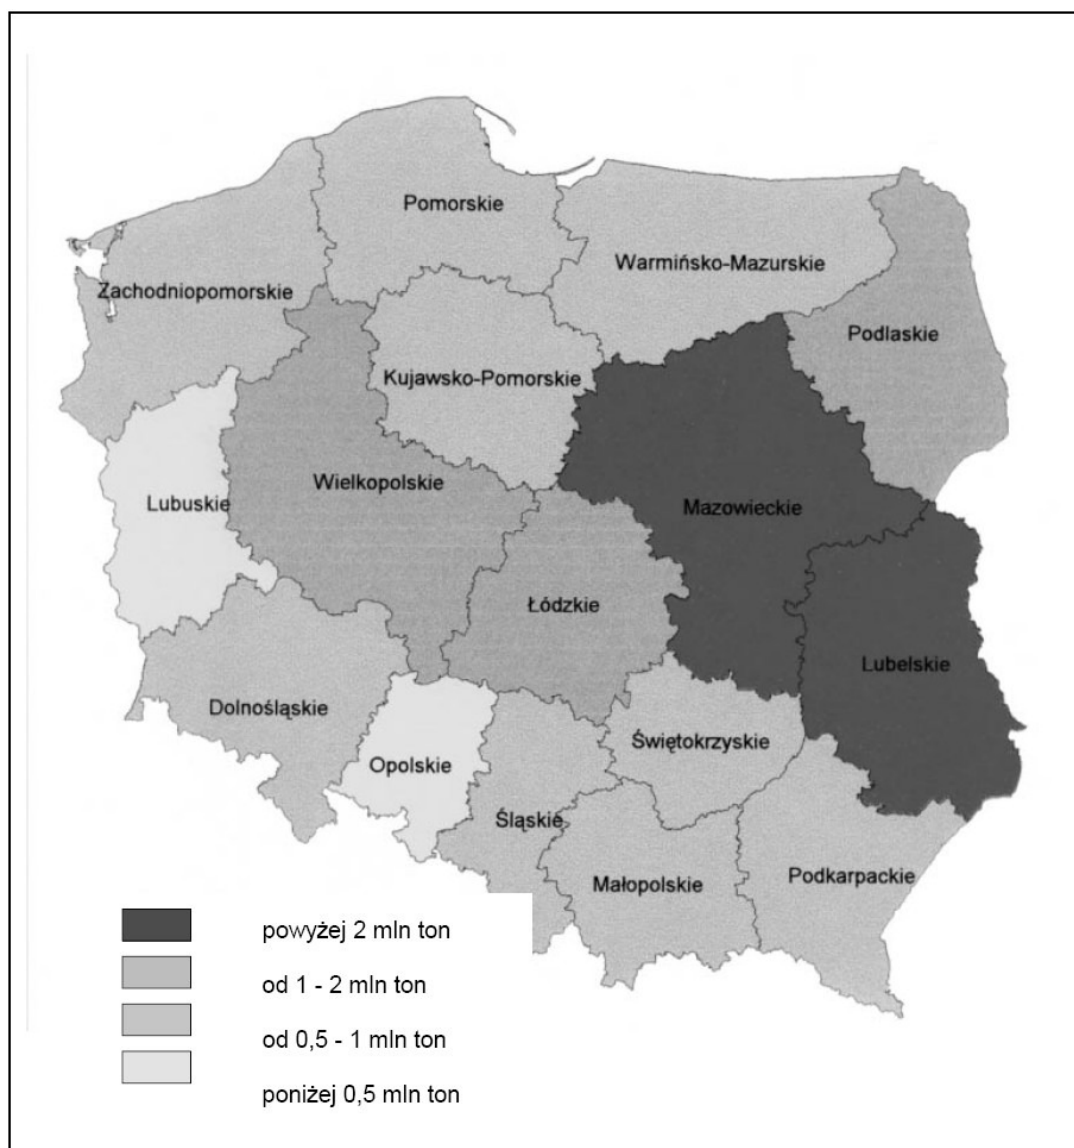 Pomorskie
Warmińsko-Mazurskie
Zachodniopomorskie
Podlaskie
Kujawsko-Pomorskie
Wielkopolskie
Lubuskie
Mazowieckie
Łódzkie
Lubelskie
Dolnośląskie
Świętokrzyskie
Opolskie
Śląskie
Małopolskie
Podkarpackie
powyżej 2 mln ton
od 1 - 2 mln ton
od 0,5 - 1 mln ton
poniżej 0,5 mln ton